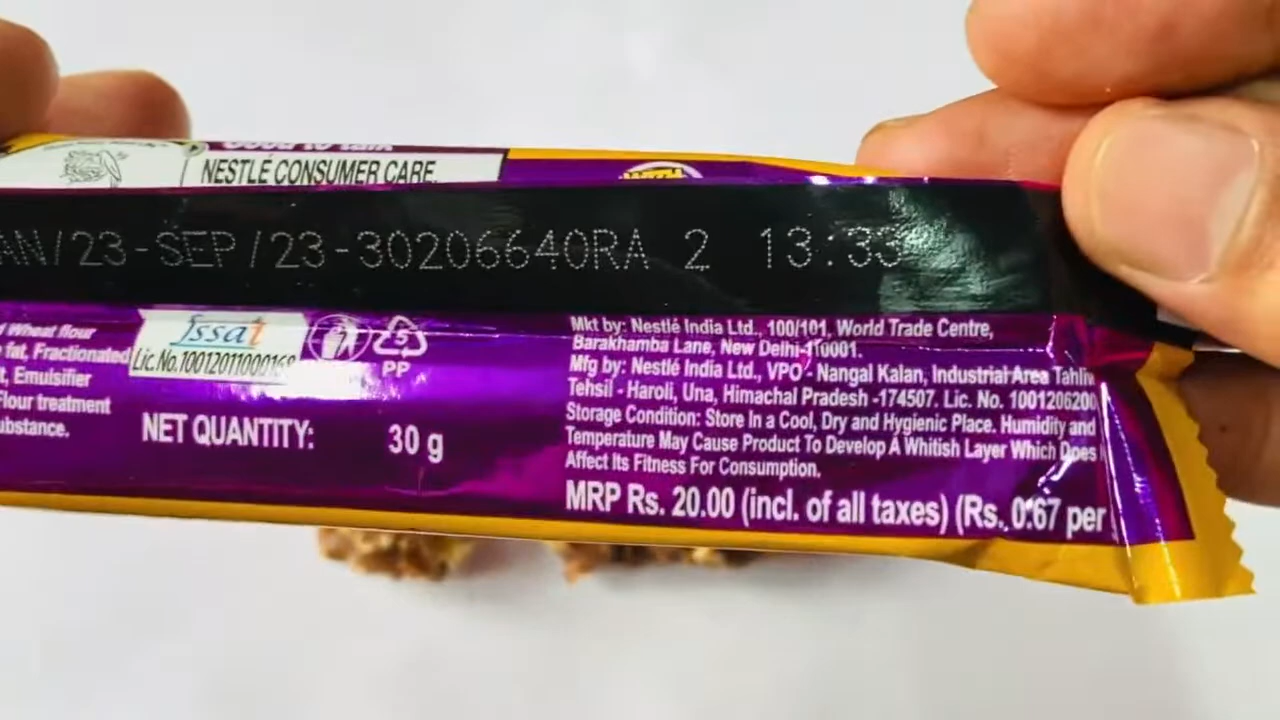 Good to talk
NESTLÉ CONSUMER CARE.
WITH
AN/23-SEP/23-30206640RA 2 13:33
Wheat flour
fat, Fractionated
Emulsifier
Flour treatment
fssai
Lic.No.10012011000168
5
PP
NET QUANTITY: 30 g
Mkt by: Nestlé India Ltd., 100/101, World Trade Centre,
Barakhamba Lane, New Delhi-110001.
Mfg by: Nestlé India Ltd., VPO - Nangal Kalan, Industrial Area Tahliw
Tehsil - Haroli, Una, Himachal Pradesh -174507. Lic. No. 1001206200
Storage Condition: Store In a Cool, Dry and Hygienic Place. Humidity and
Temperature May Cause Product To Develop A Whitish Layer Which Does
Affect Its Fitness For Consumption.
MRP Rs. 20.00 (incl. of all taxes) (Rs. 0.67 per